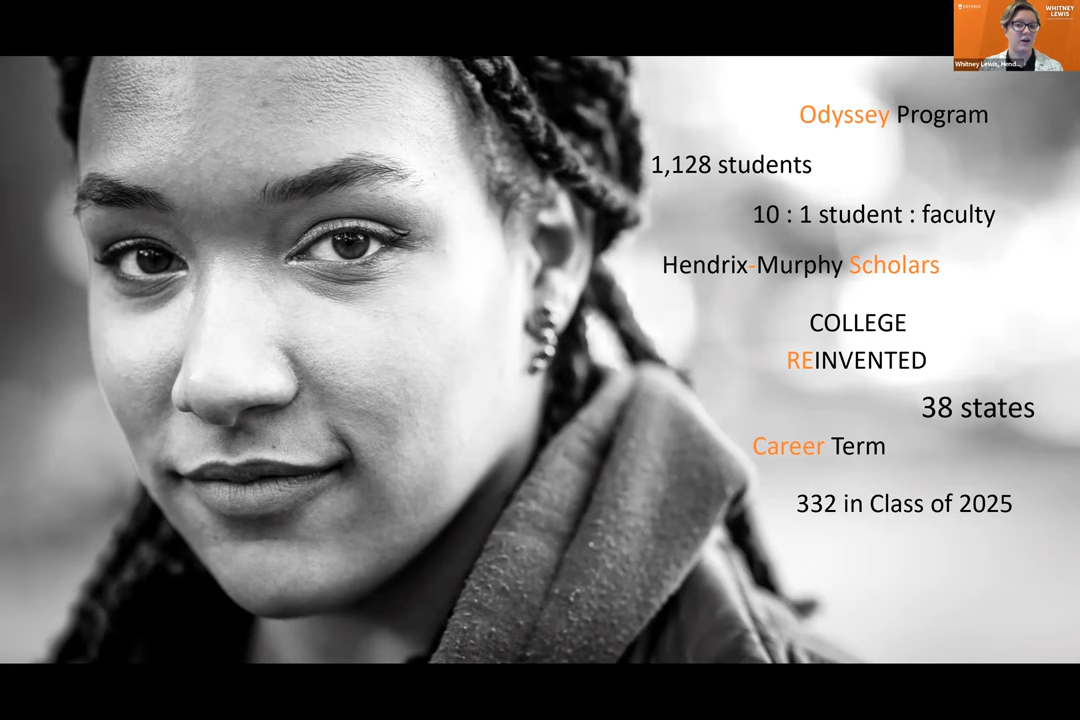 WHITNEY
LEWIS
Whitney Lewis, Hend...
Odyssey Program
1,128 students
10 : 1 student : faculty
Hendrix-Murphy Scholars
COLLEGE
REINVENTED
38 states
Career Term
332 in Class of 2025